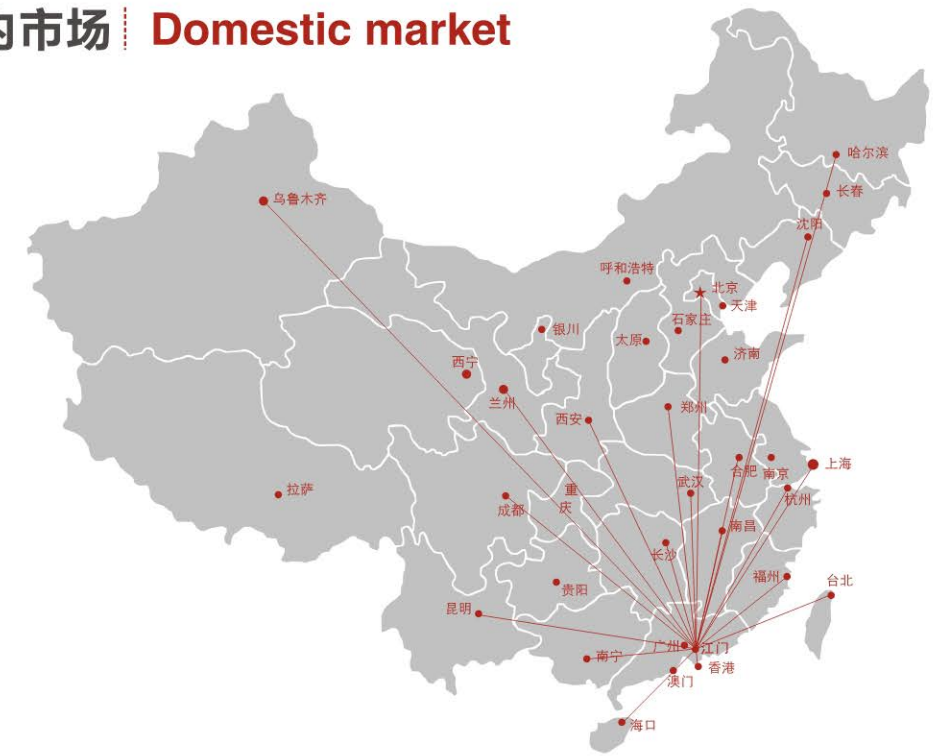 内市场 Domestic market
哈尔滨
长春
乌鲁木齐
沈阳
呼和浩特
北京
天津
石家庄
银川
太原
济南
西宁
兰州
郑州
西安
合肥
南京
上海
武汉
重庆
拉萨
成都
杭州
南昌
长沙
福州
台北
贵阳
昆明
广州
江门
南宁
香港
澳门
海口